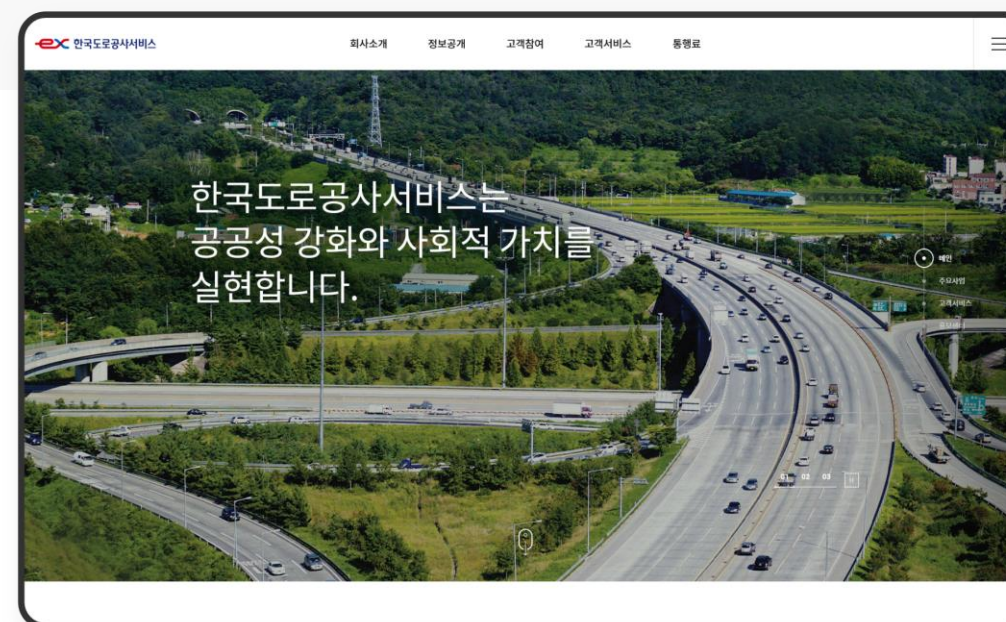 ex 한국도로공사서비스
회사소개 정보공개 고객참여 고객서비스 통행료
한국도로공사서비스는
공공성 강화와 사회적 가치를
실현합니다.
메인
주요사업
고객서비스
01 02 03